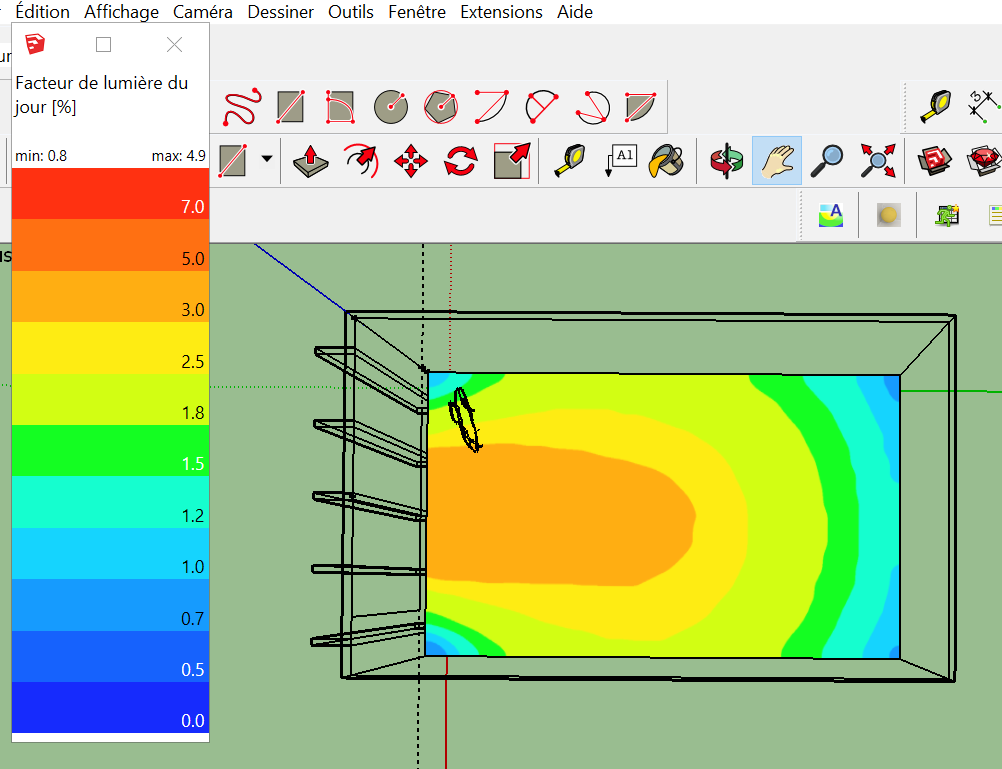 Édition Affichage Caméra Dessiner Outils Fenêtre Extensions Aide
Facteur de lumière du
jour [%]
min: 0.8 max: 4.9
7.0
5.0
3.0
2.5
1.8
1.5
1.2
1.0
0.7
0.5
0.0
A1
3
A